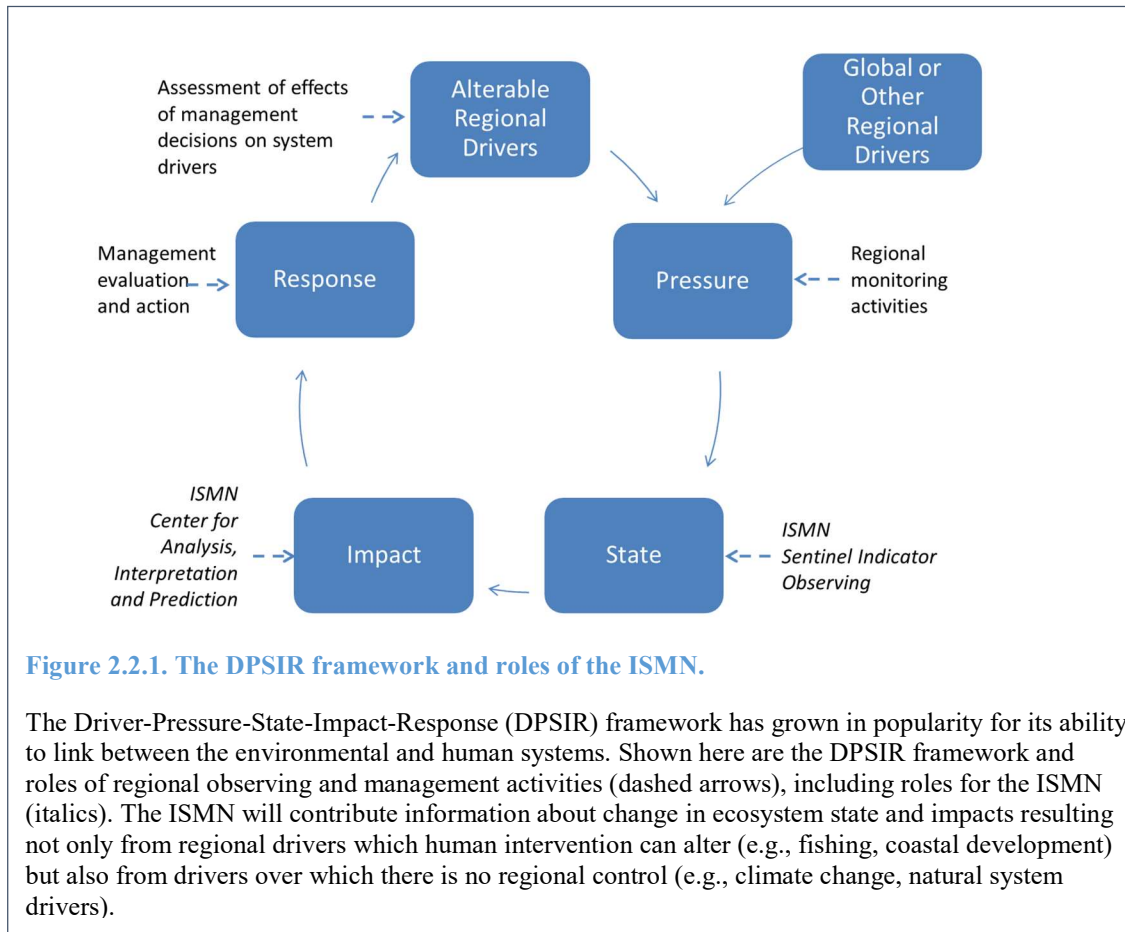 Assessment of effects
of management
decisions on system
drivers
Alterable
Regional
Drivers
Global or
Other
Regional
Drivers
Management
evaluation
and action
Response
Pressure
Regional
monitoring
activities
ISMN
Center for
Analysis,
Interpretation
and Prediction
Impact
State
ISMN
Sentinel Indicator
Observing
Figure 2.2.1. The DPSIR framework and roles of the ISMN.
The Driver-Pressure-State-Impact-Response (DPSIR) framework has grown in popularity for its ability
to link between the environmental and human systems. Shown here are the DPSIR framework and
roles of regional observing and management activities (dashed arrows), including roles for the ISMN
(italics). The ISMN will contribute information about change in ecosystem state and impacts resulting
not only from regional drivers which human intervention can alter (e.g., fishing, coastal development)
but also from drivers over which there is no regional control (e.g., climate change, natural system
drivers).